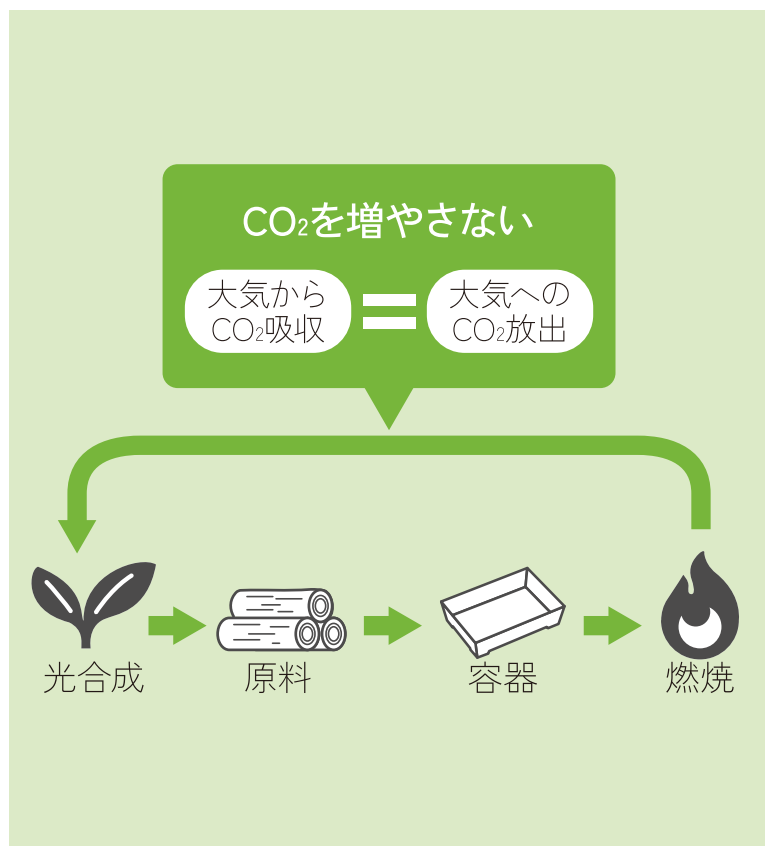 CO₂を増やさない
大気から
CO₂吸収
=
大気への
CO₂放出
光合成
原料
容器
燃焼